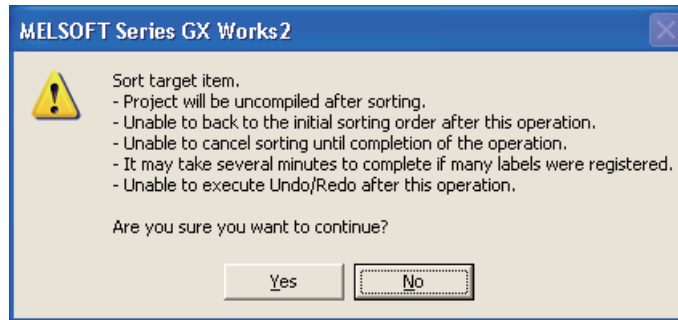 MELSOFT Series GX Works2
Sort target item.
- Project will be uncompiled after sorting.
- Unable to back to the initial sorting order after this operation.
- Unable to cancel sorting until completion of the operation.
- It may take several minutes to complete if many labels were registered.
- Unable to execute Undo/Redo after this operation.
Are you sure you want to continue?
Yes No